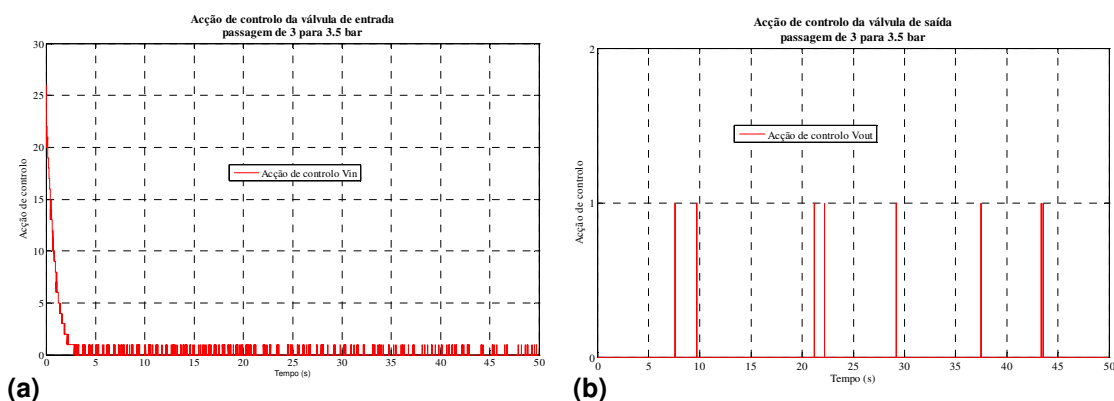 Acção de controlo da válvula de entrada
passagem de 3 para 3.5 bar
30
25
20
15
10
5
0
Acção de controlo
Acção de controlo Vin
0 5 10 15 20 25 30 35 40 45 50
Tempo (s)
(a)
Acção de controlo da válvula de saída
passagem de 3 para 3.5 bar
2
1
0
Acção de controlo
Acção de controlo Vout
0 5 10 15 20 25 30 35 40 45 50
Tempo (s)
(b)